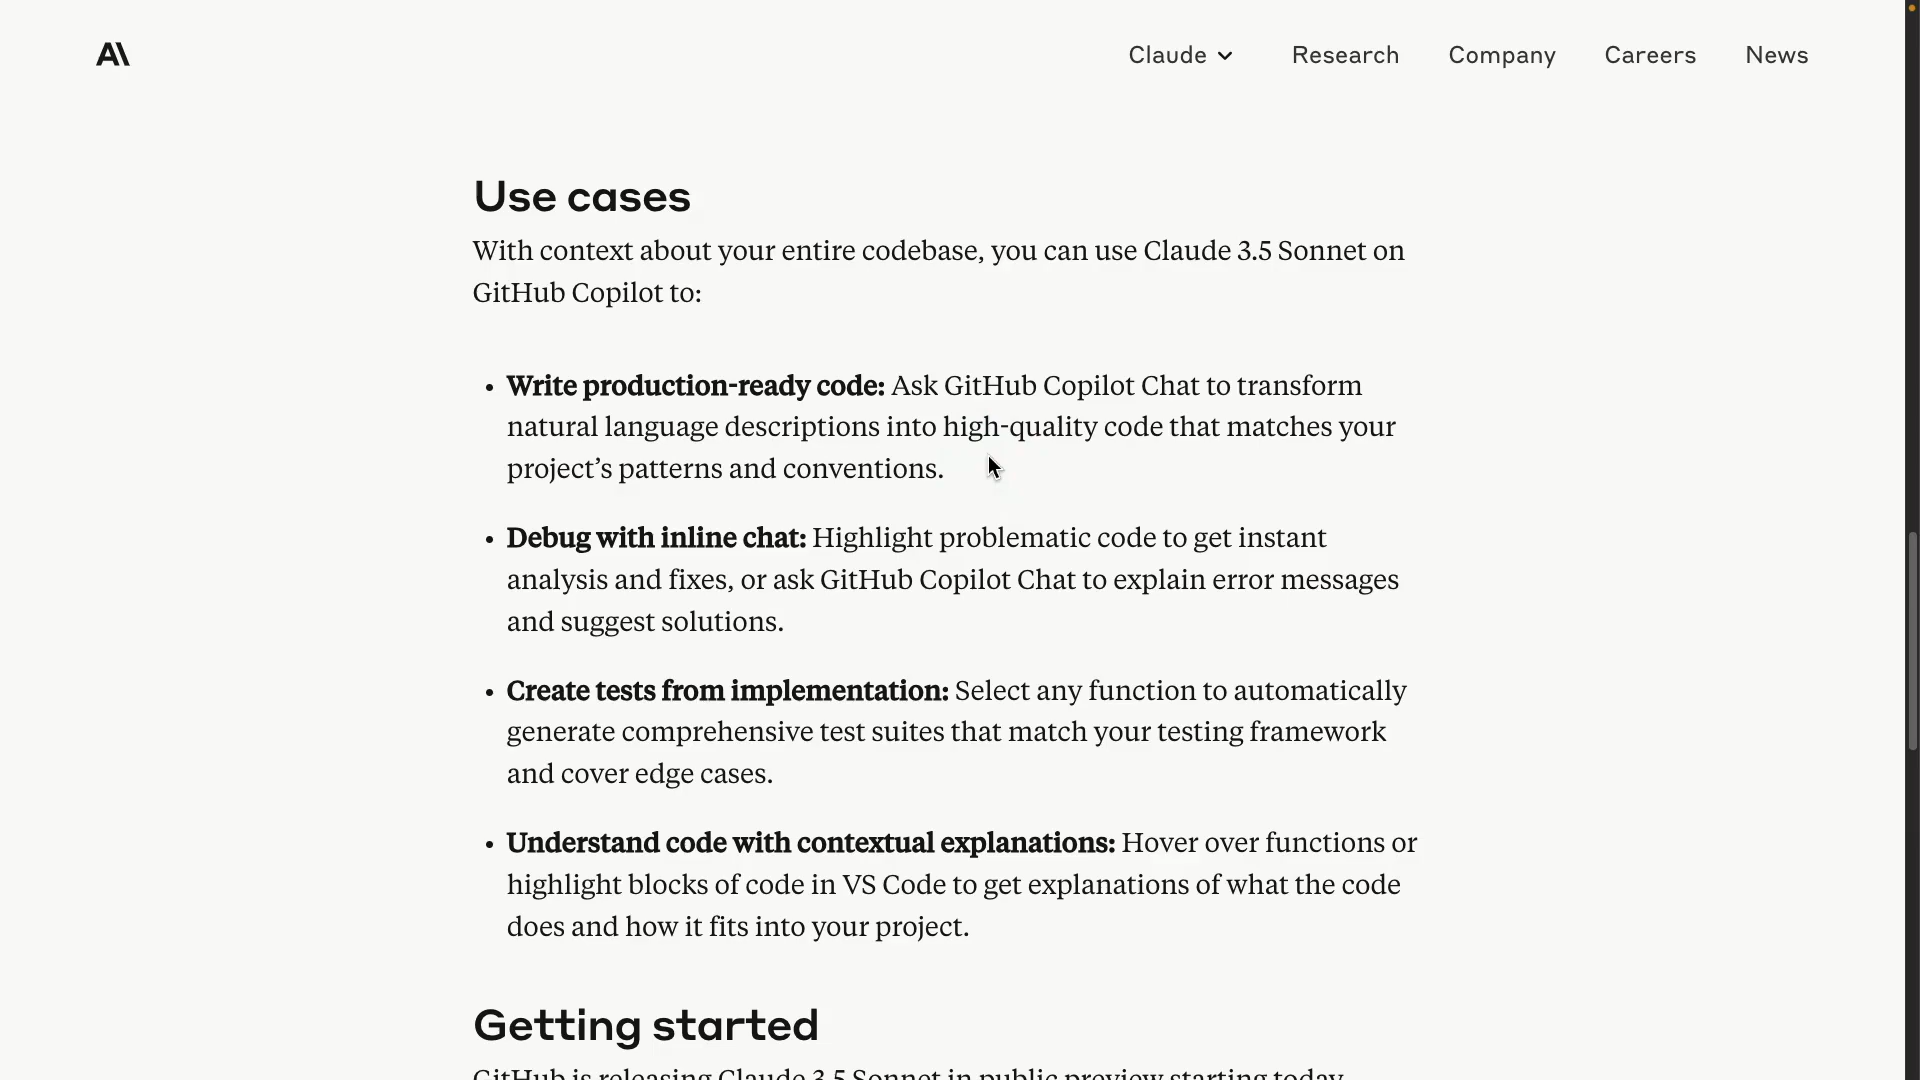 Claude
Research
Company
Careers
News
Use cases
With context about your entire codebase, you can use Claude 3.5 Sonnet on
GitHub Copilot to:
• Write production-ready code: Ask GitHub Copilot Chat to transform
natural language descriptions into high-quality code that matches your
project’s patterns and conventions.
• Debug with inline chat: Highlight problematic code to get instant
analysis and fixes, or ask GitHub Copilot Chat to explain error messages
and suggest solutions.
• Create tests from implementation: Select any function to automatically
generate comprehensive test suites that match your testing framework
and cover edge cases.
• Understand code with contextual explanations: Hover over functions or
highlight blocks of code in VS Code to get explanations of what the code
does and how it fits into your project.
Getting started
GitHub is releasing Claude 3.5 Sonnet in public preview starting today.